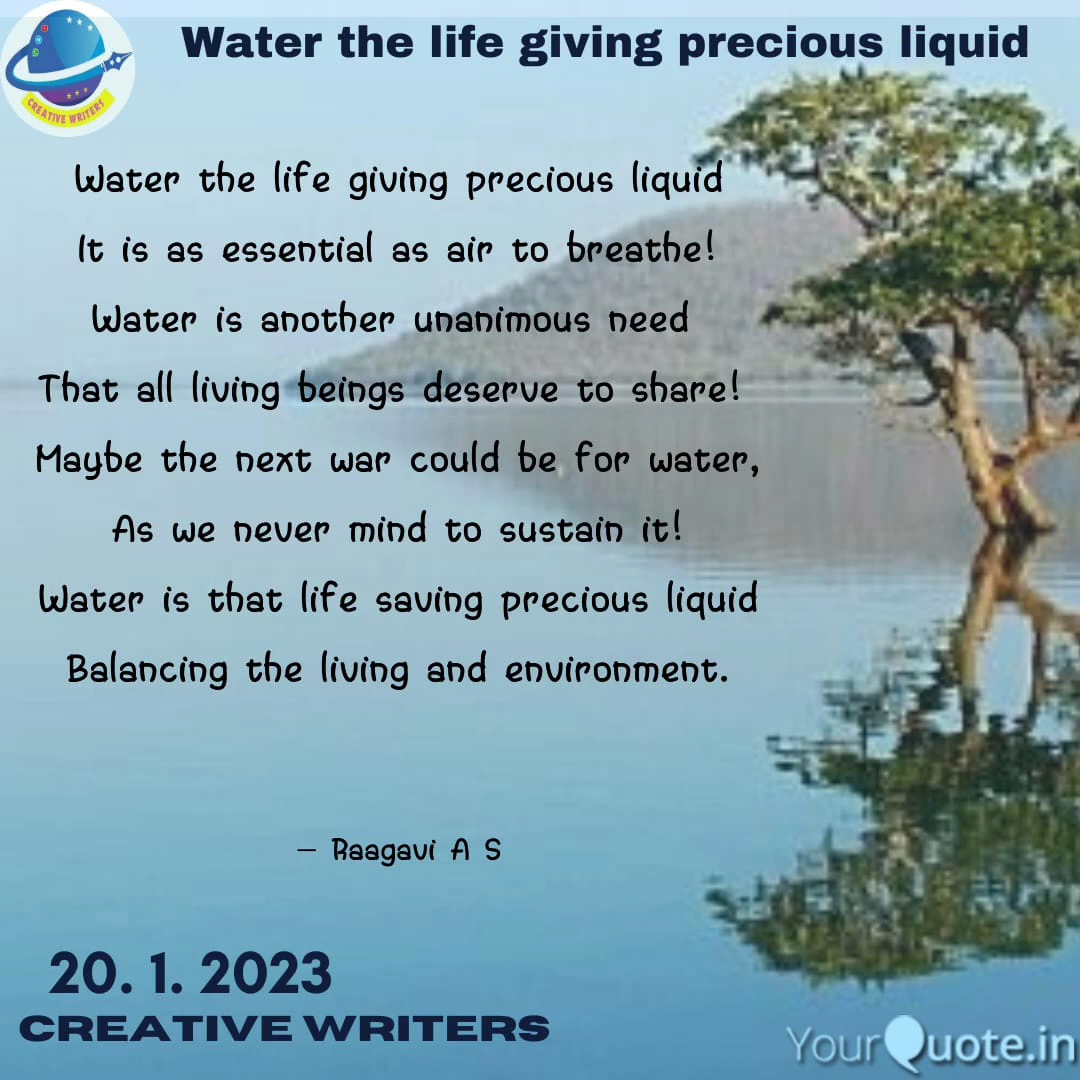 CREATIVE WRITERS
Water the life giving precious liquid
Water the life giving precious liquid
It is as essential as air to breathe!
Water is another unanimous need
That all living beings deserve to share!
Maybe the next war could be for water,
As we never mind to sustain it!
Water is that life saving precious liquid
Balancing the living and environment.
– Raagavi A S
20. 1. 2023
CREATIVE WRITERS
YourQuote.in